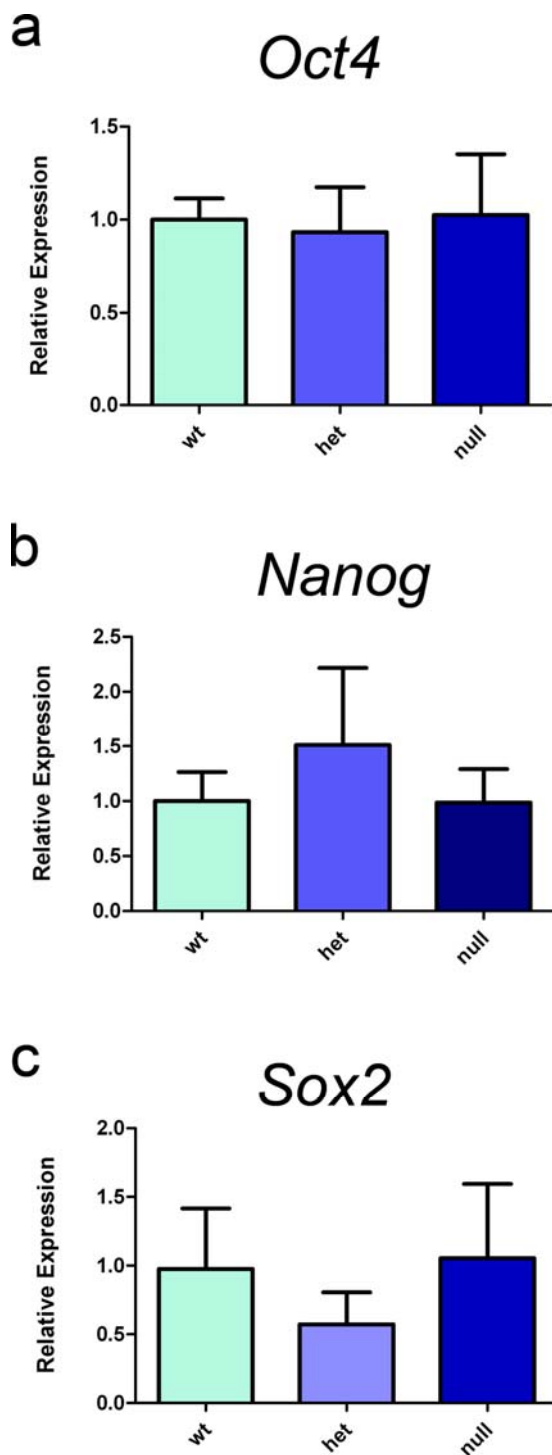 a
Oct4
Relative Expression
1.5
1.0
0.5
0.0
wt
het
null
b
Nanog
Relative Expression
2.5
2.0
1.5
1.0
0.5
0.0
wt
het
null
c
Sox2
Relative Expression
2.0
1.5
1.0
0.5
0.0
wt
het
null